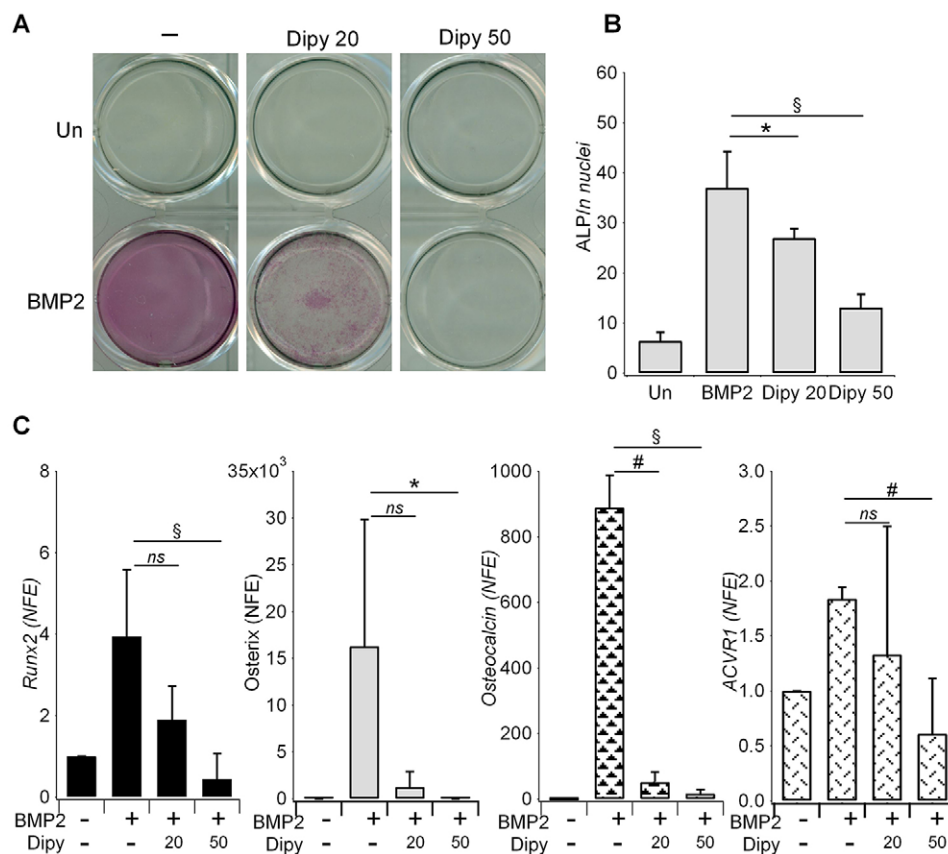 A
– Dipy 20 Dipy 50
Un
BMP2
B
60
50
40
30
20
10
0
ALPln nuclei
§
*
Un BMP2 Dipy 20 Dipy 50
C
8
6
4
2
0
Runx2 (NFE)
§
ns
BMP2 - + + +
Dipy - - 20 50
35x10³
30
25
20
15
10
5
0
Osterix (NFE)
*
ns
- + + +
- - 20 50
1000
800
600
400
200
0
Osteocalcin (NFE)
§
#
BMP2 - + + +
Dipy - - 20 50
3.0
2.5
2.0
1.5
1.0
0.5
0
ACVR1 (NFE)
#
ns
BMP2 - + + +
Dipy - - 20 50